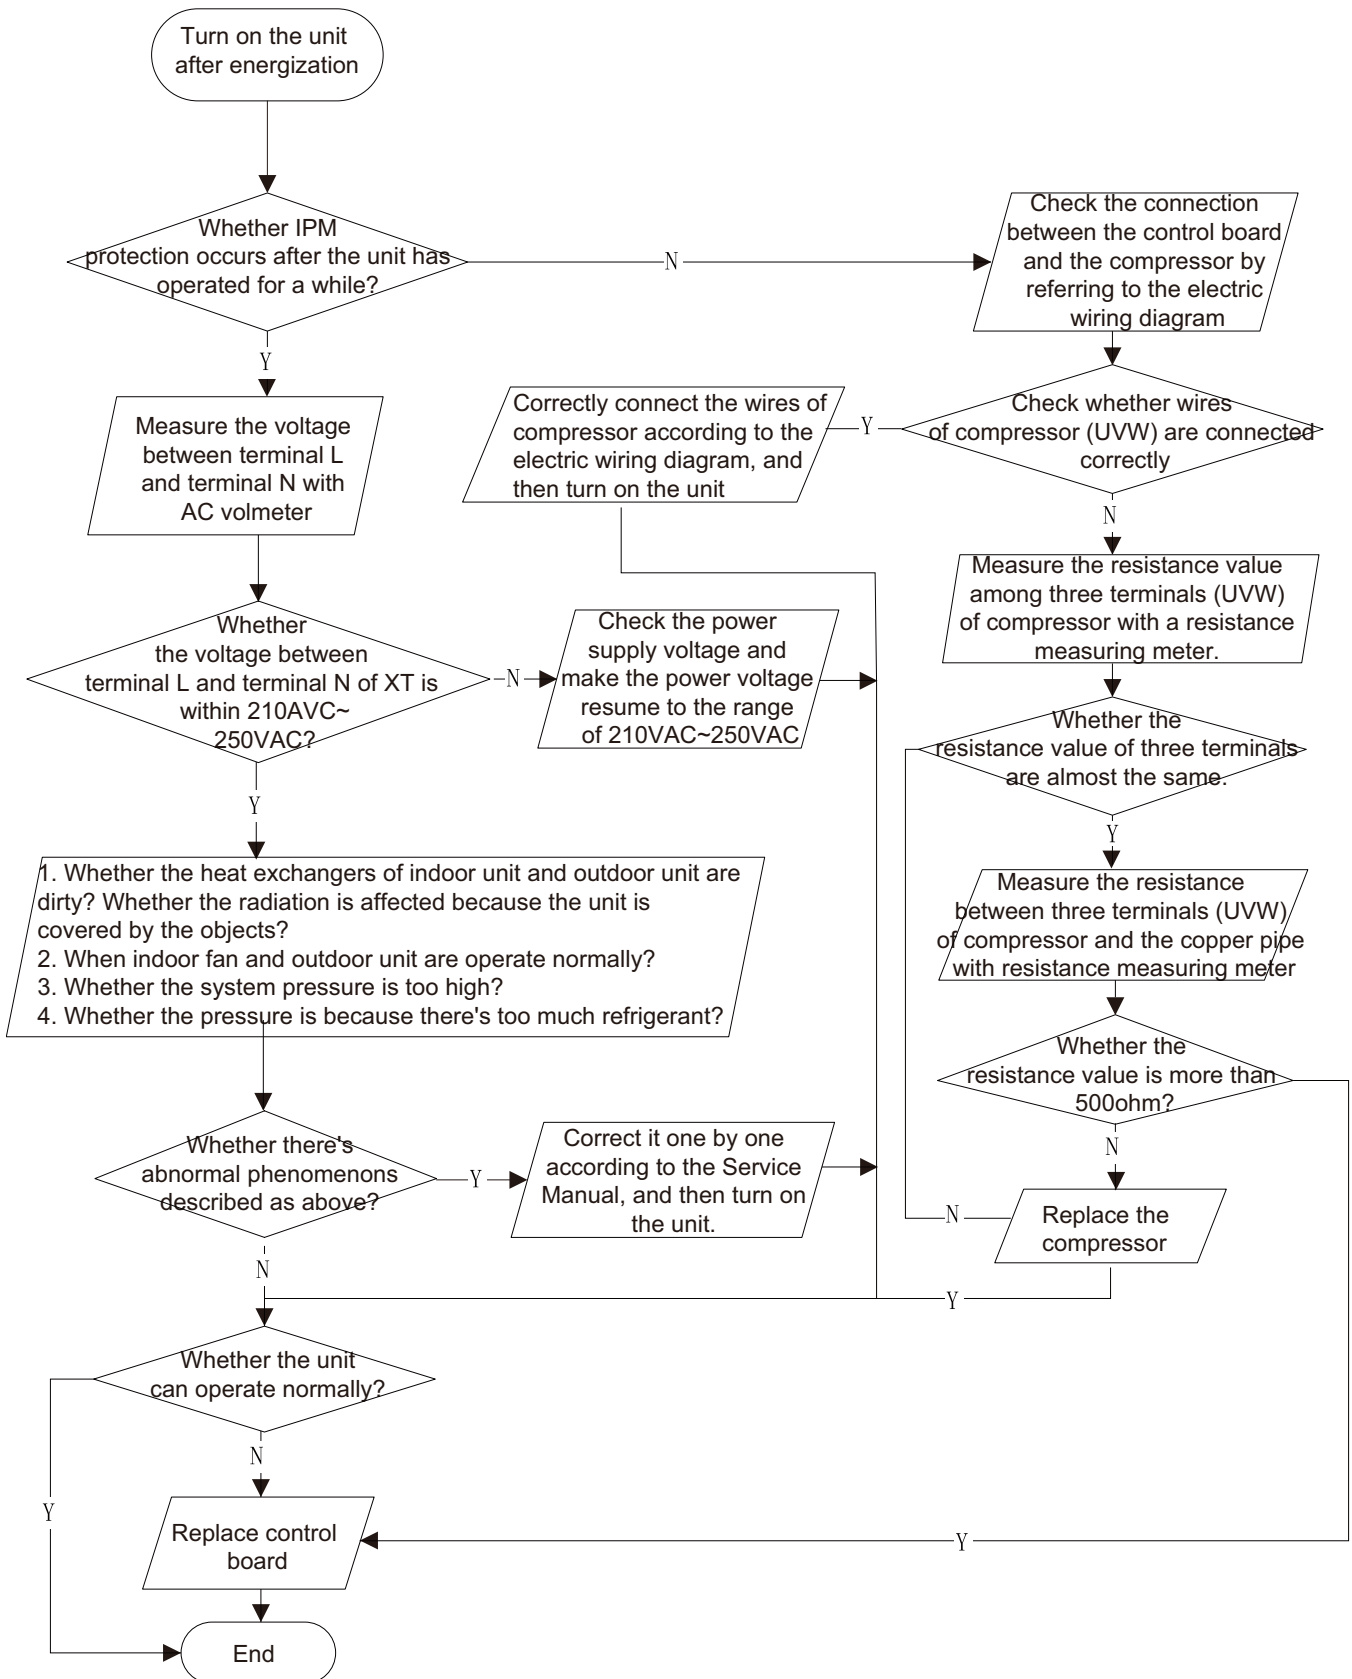 Turn on the unit
after energization
Whether IPM
protection occurs after the unit has
operated for a while?
N
Check the connection
between the control board
and the compressor by
referring to the electric
wiring diagram
Y
Measure the voltage
between terminal L
and terminal N with
AC volmeter
Correctly connect the wires of
compressor according to the
electric wiring diagram, and
then turn on the unit
Y
Check whether wires
of compressor (UVW) are connected
correctly
N
Measure the resistance value
among three terminals (UVW)
of compressor with a resistance
measuring meter.
Whether
the voltage between
terminal L and terminal N of XT is
within 210AVC~
250VAC?
N
Check the power
supply voltage and
make the power voltage
resume to the range
of 210VAC~250VAC
Whether the
resistance value of three terminals
are almost the same.
Y
Y
1. Whether the heat exchangers of indoor unit and outdoor unit are
dirty? Whether the radiation is affected because the unit is
covered by the objects?
2. When indoor fan and outdoor unit are operate normally?
3. Whether the system pressure is too high?
4. Whether the pressure is because there's too much refrigerant?
Measure the resistance
between three terminals (UVW)
of compressor and the copper pipe
with resistance measuring meter
Whether the
resistance value is more than
500ohm?
N
Whether there's
abnormal phenomenons
described as above?
Y
Correct it one by one
according to the Service
Manual, and then turn on
the unit.
N
Replace the
compressor
N
Y
Whether the unit
can operate normally?
N
Y
Replace control
board
Y
End